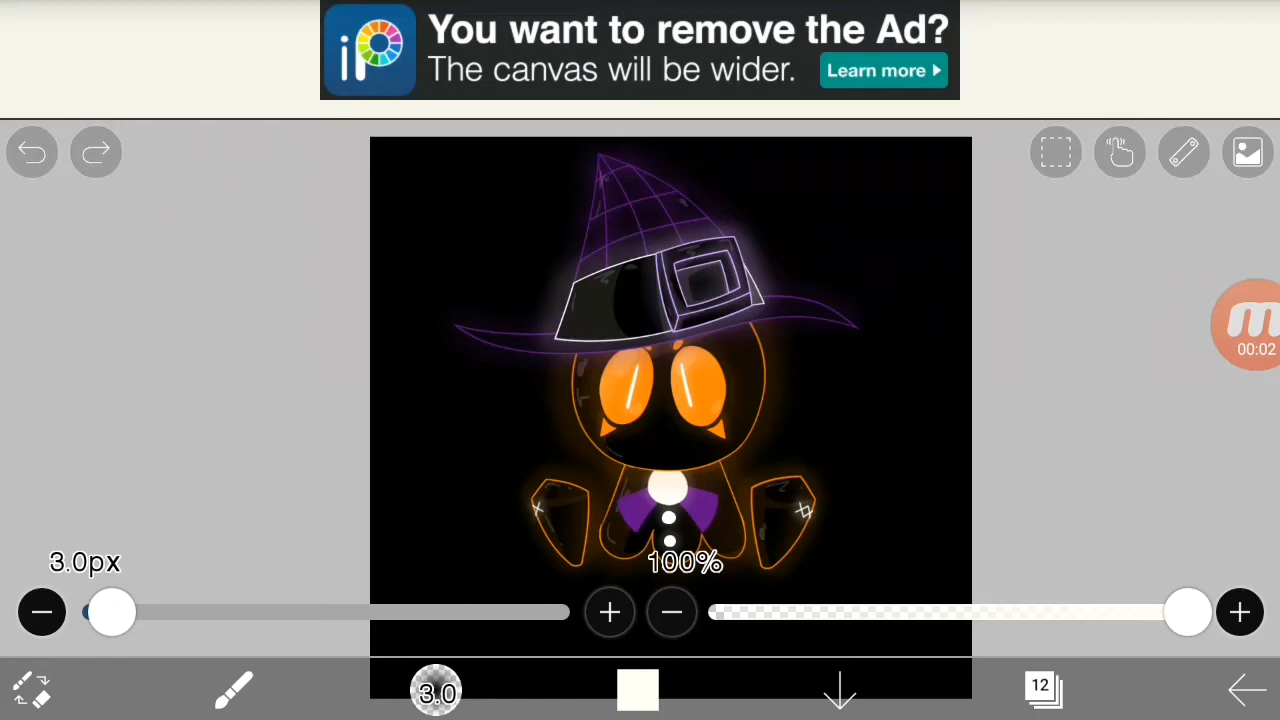 iP
You want to remove the Ad?
The canvas will be wider.
Learn more
00:02
3.0px
100%
3.0
12